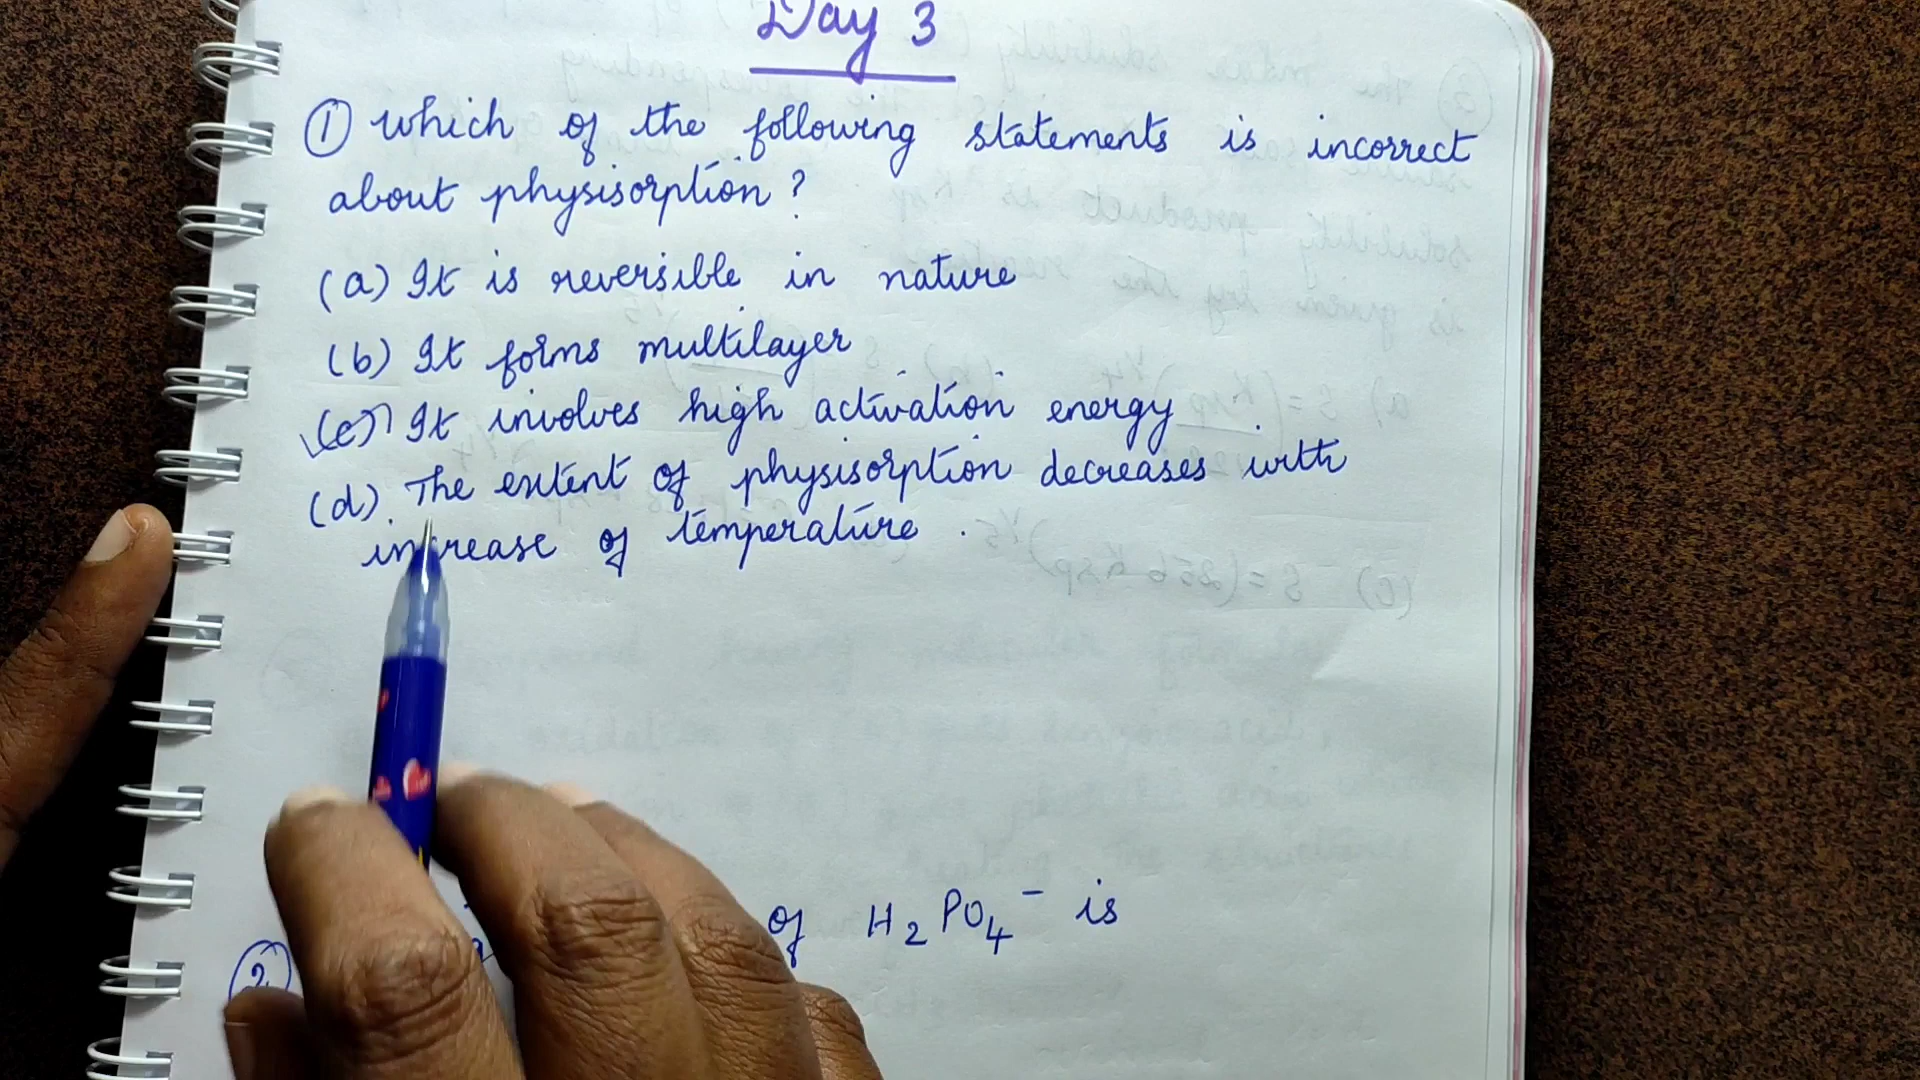 Day 3
① which of the following statements is incorrect
about physisorption?
(a) It is reversible in nature
(b) It forms multilayer
(c) It involves high activation energy
(d) The extent of physisorption decreases with
increase of temperature.
② of H2PO4⁻ is